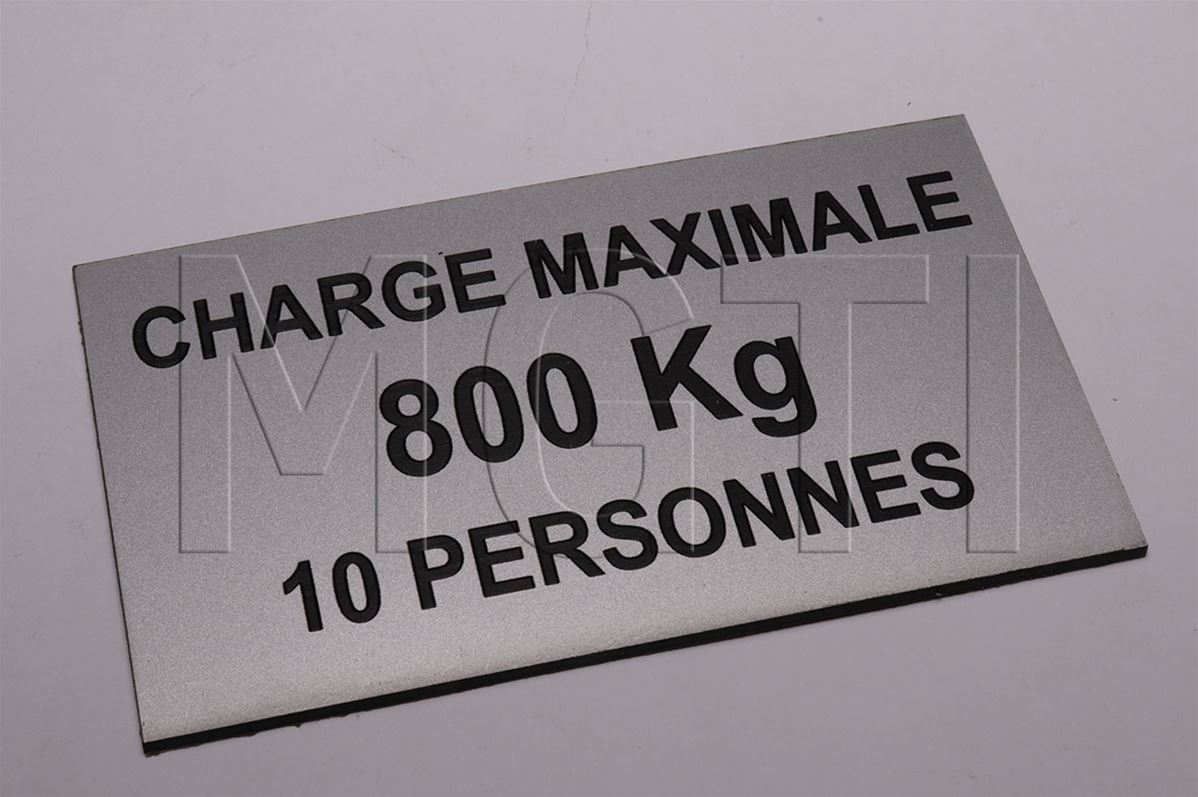 CHARGE MAXIMALE
800 Kg
10 PERSONNES
MGTI